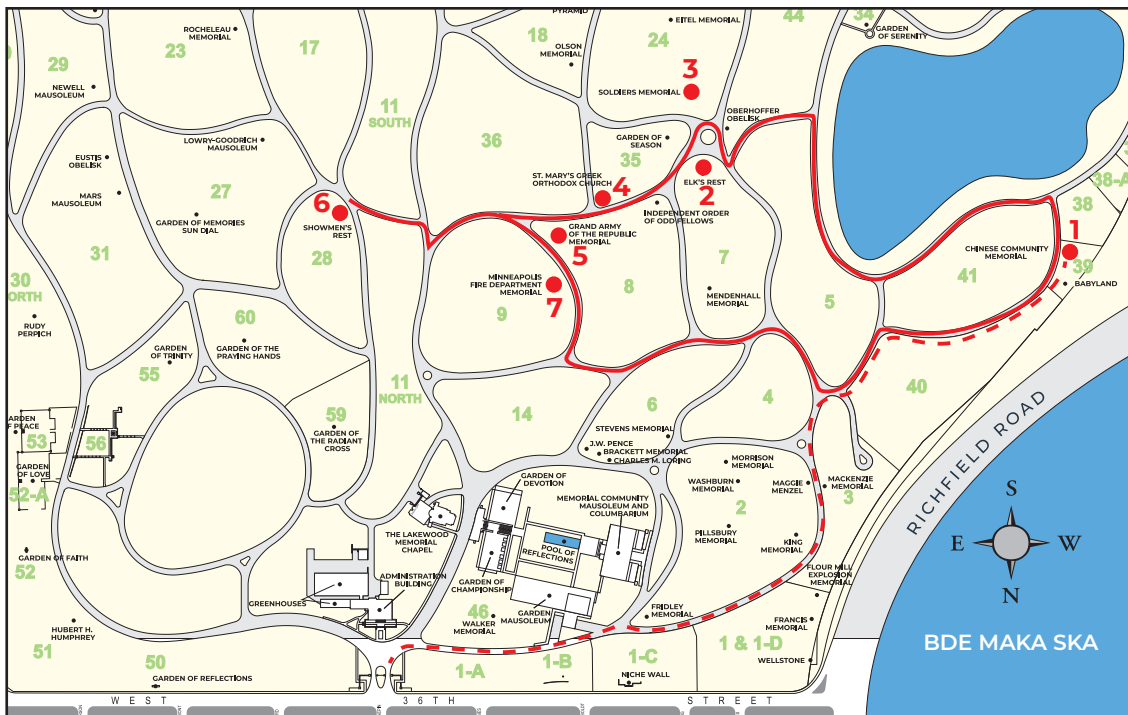 PYRAMID
EITEL MEMORIAL
44
34
GARDEN
OF SERENITY
ROCHELEAU
MEMORIAL
23
17
18
OLSON
MEMORIAL
24
29
NEWELL
MAUSOLEUM
3
SOLDIERS MEMORIAL
11
SOUTH
OBERHOFFER
OBELISK
36
LOWRY-GOODRICH
MAUSOLEUM
GARDEN OF
SEASON
35
EUSTIS
OBELISK
ST. MARY'S GREEK
ORTHODOX CHURCH
4
ELK'S REST
2
38-A
MARS
MAUSOLEUM
27
6
SHOWMEN'S
REST
GARDEN OF MEMORIES
SUN DIAL
INDEPENDENT ORDER
OF ODD FELLOWS
38
1
GRAND ARMY
OF THE REPUBLIC
MEMORIAL
5
CHINESE COMMUNITY
MEMORIAL
39
31
28
7
8
41
BABYLAND
30
NORTH
MINNEAPOLIS
FIRE DEPARTMENT
MEMORIAL
7
MENDENHALL
MEMORIAL
5
RUDY
PERPICH
60
9
GARDEN
OF TRINITY
GARDEN OF THE
PRAYING HANDS
55
11
NORTH
40
14
6
4
59
GARDEN OF
THE RADIANT
CROSS
ARDEN
OF PEACE
53
56
STEVENS MEMORIAL
J.W. PENCE
BRACKETT MEMORIAL
CHARLES M. LORING
RICHFIELD ROAD
GARDEN
OF LOVE
52-A
MORRISON
MEMORIAL
WASHBURN
MEMORIAL
MAGGIE
MENZEL
MACKENZIE
MEMORIAL
3
GARDEN OF
DEVOTION
MEMORIAL COMMUNITY
MAUSOLEUM AND
COLUMBARIUM
2
S
PILLSBURY
MEMORIAL
KING
MEMORIAL
THE LAKEWOOD
MEMORIAL
CHAPEL
POOL OF
REFLECTIONS
E
W
GARDEN OF FAITH
52
FLOUR MILL
EXPLOSION
MEMORIAL
ADMINISTRATION
BUILDING
GARDEN OF
CHAMPIONSHIP
N
GREENHOUSES
46
WALKER
MEMORIAL
GARDEN
MAUSOLEUM
FRIDLEY
MEMORIAL
FRANCIS
MEMORIAL
HUBERT H.
HUMPHREY
51
50
1-A
1-B
1-C
1 & 1-D
BDE MAKA SKA
WELLSTONE
GARDEN OF REFLECTIONS
NICHE WALL
WEST 36TH STREET